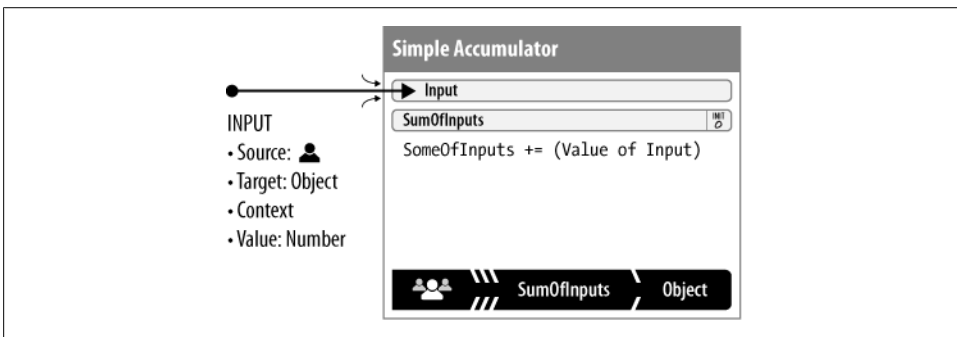 Simple Accumulator
Input
SumOfInputs
INIT
0
SomeOfInputs += (Value of Input)
INPUT
• Source:
• Target: Object
• Context
• Value: Number
SumOfInputs
Object